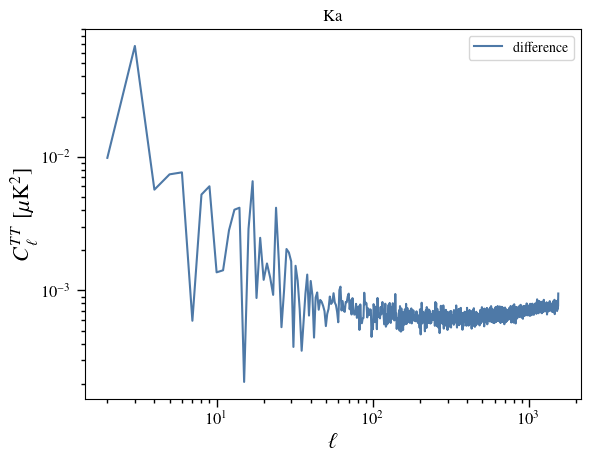 Ka
difference
C_ℓ^{TT} [μK²]
10⁻²
10⁻³
10¹ 10² 10³
ℓ